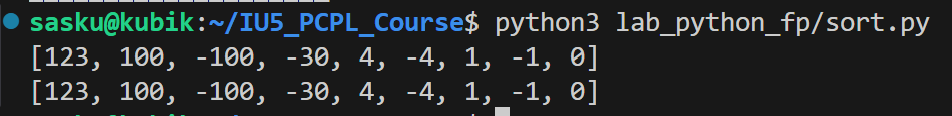 sasku@kubik:~/IU5_PCPL_Course$ python3 lab_python_fp/sort.py
[123, 100, -100, -30, 4, -4, 1, -1, 0]
[123, 100, -100, -30, 4, -4, 1, -1, 0]